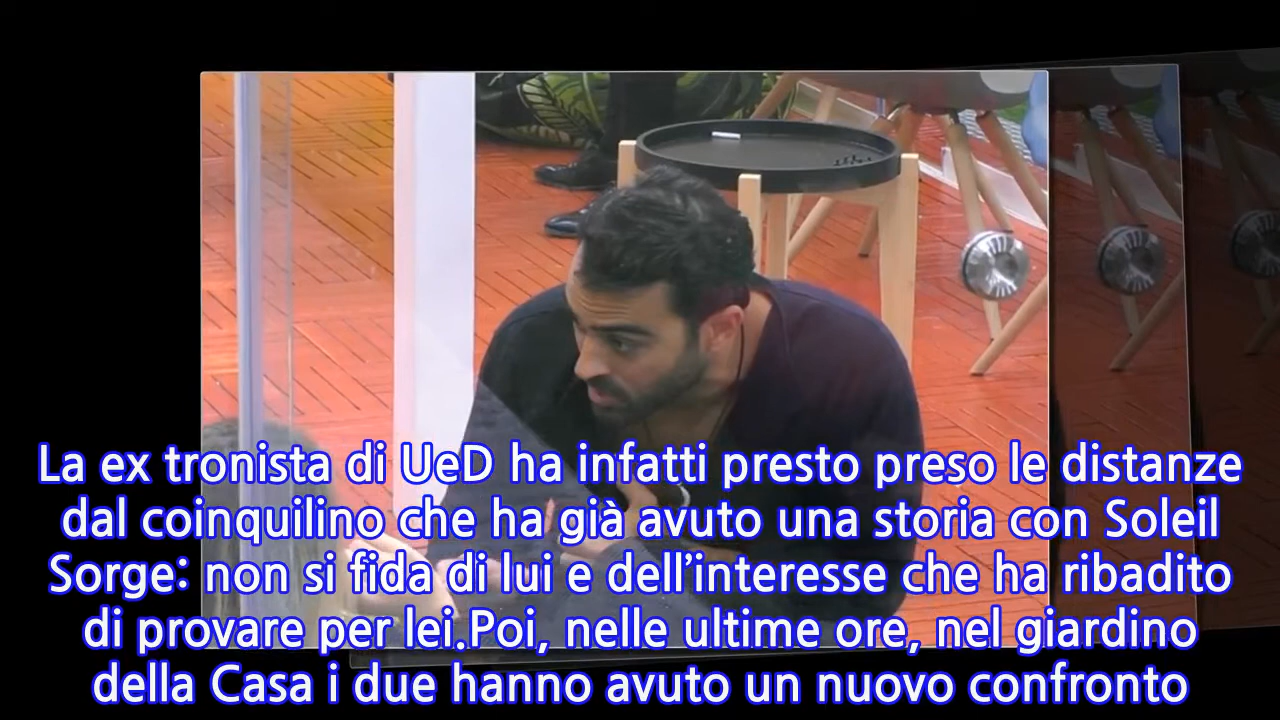 La ex tronista di UeD ha infatti presto preso le distanze
dal coinquilino che ha già avuto una storia con Soleil
Sorge: non si fida di lui e dell’interesse che ha ribadito
di provare per lei.Poi, nelle ultime ore, nel giardino
della Casa i due hanno avuto un nuovo confronto